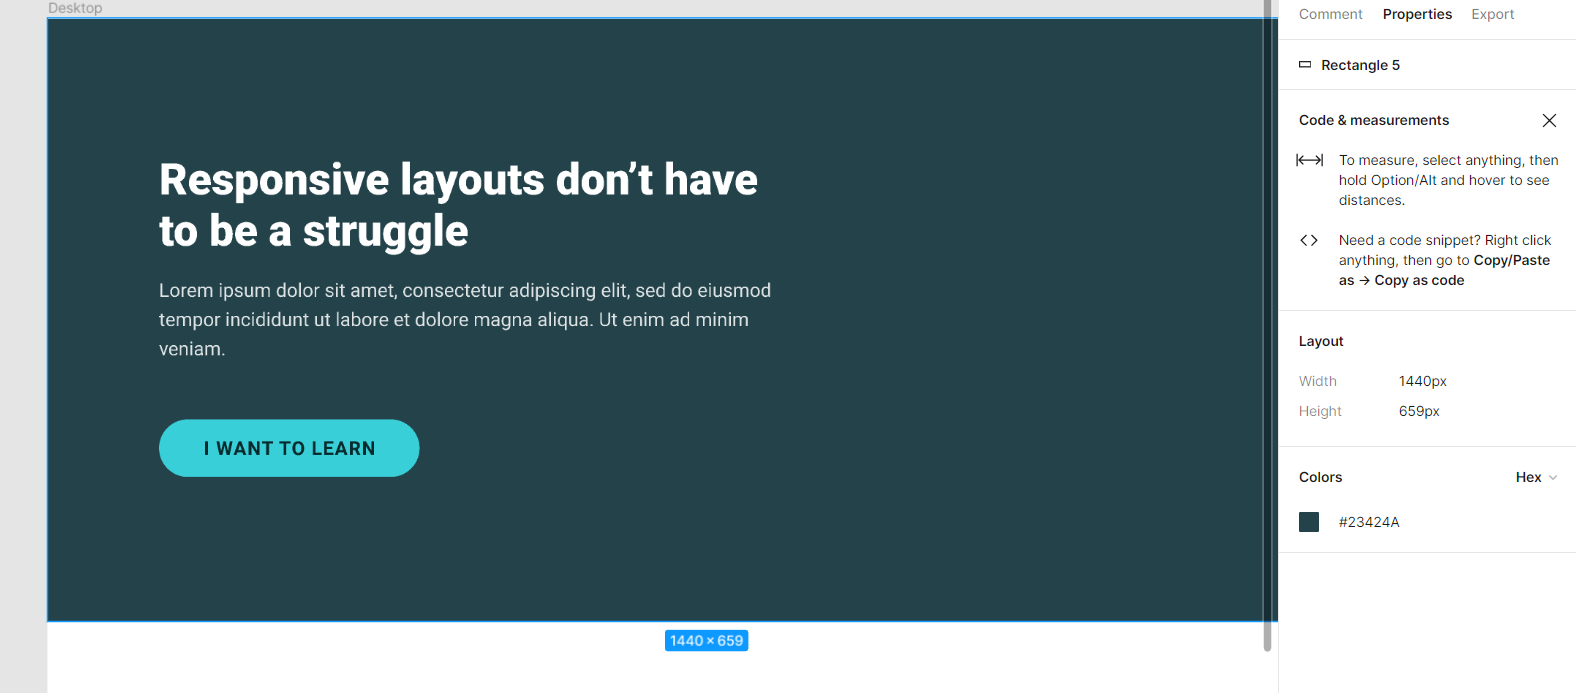 Desktop
Responsive layouts don’t have
to be a struggle
Lorem ipsum dolor sit amet, consectetur adipiscing elit, sed do eiusmod
tempor incididunt ut labore et dolore magna aliqua. Ut enim ad minim
veniam.
I WANT TO LEARN
1440 × 659
Comment Properties Export
Rectangle 5
Code & measurements
To measure, select anything, then
hold Option/Alt and hover to see
distances.
Need a code snippet? Right click
anything, then go to Copy/Paste
as → Copy as code
Layout
Width 1440px
Height 659px
Colors Hex
#23424A